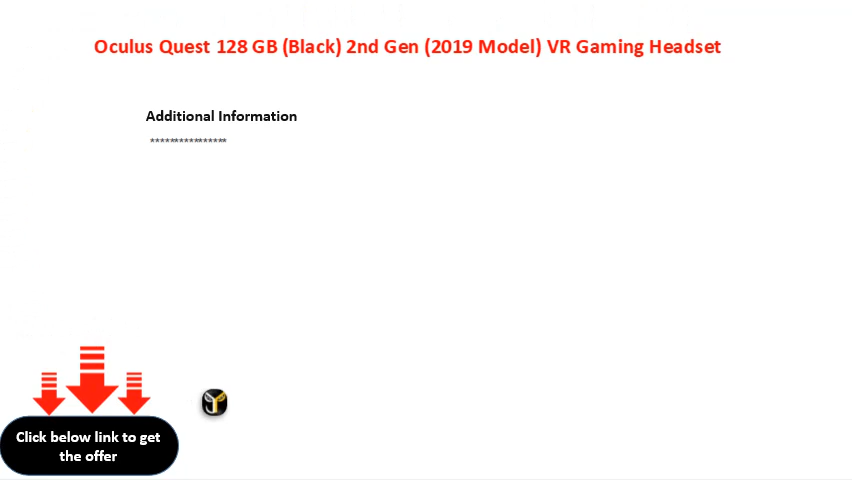 Oculus Quest 128 GB (Black) 2nd Gen (2019 Model) VR Gaming Headset
Additional Information
****************
Click below link to get
the offer